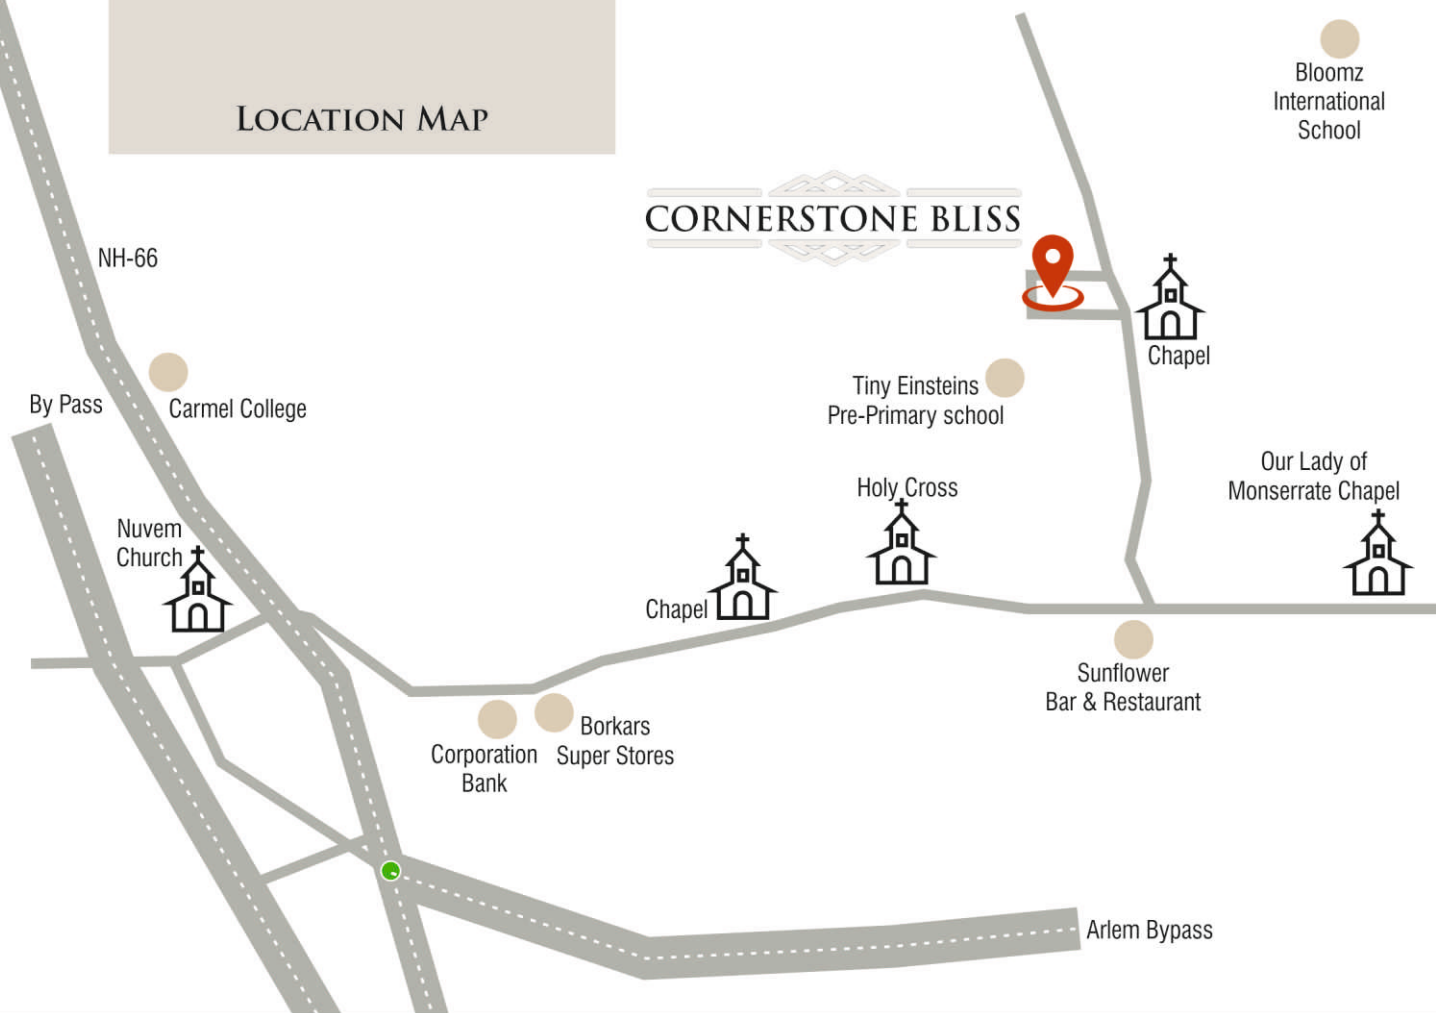 LOCATION MAP
Bloomz
International
School
CORNERSTONE BLISS
NH-66
Chapel
Tiny Einsteins
Pre-Primary school
By Pass
Carmel College
Our Lady of
Monserrate Chapel
Holy Cross
Nuvem
Church
Chapel
Sunflower
Bar & Restaurant
Borkars
Super Stores
Corporation
Bank
Arlem Bypass